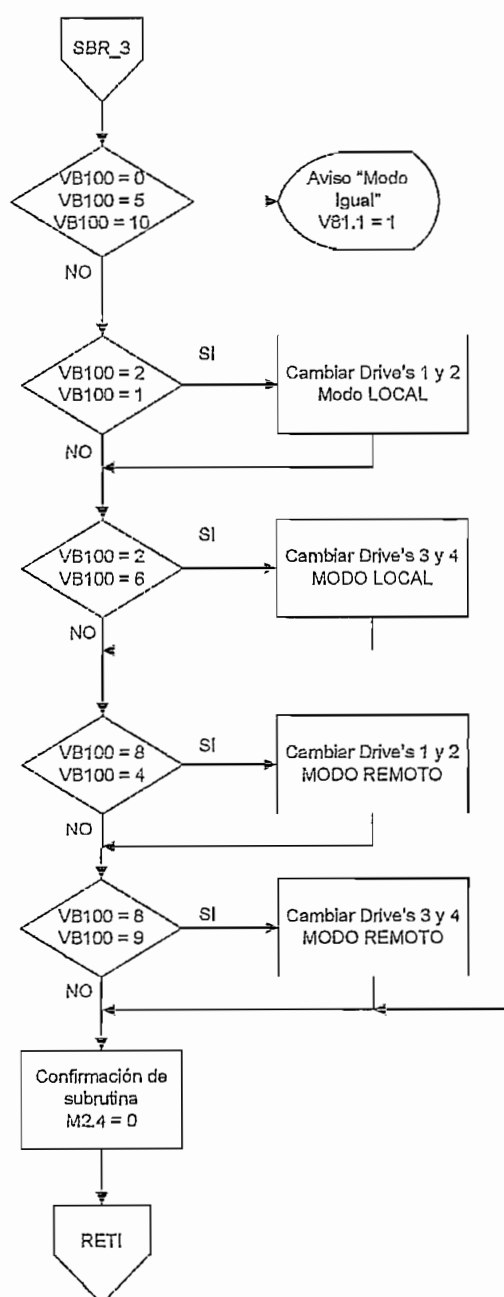 SBR_3
VB100 = 0
VB100 = 5
VB100 = 10
Aviso "Modo
Igual"
V81.1 = 1
NO
VB100 = 2
VB100 = 1
SI
Cambiar Drive's 1 y 2
Modo LOCAL
NO
VB100 = 2
VB100 = 6
SI
Cambiar Drive's 3 y 4
MODO LOCAL
NO
VB100 = 8
VB100 = 4
SI
Cambiar Drive's 1 y 2
MODO REMOTO
NO
VB100 = 8
VB100 = 9
SI
Cambiar Drive's 3 y 4
MODO REMOTO
NO
Confirmación de
subrutina
M2.4 = 0
RETI